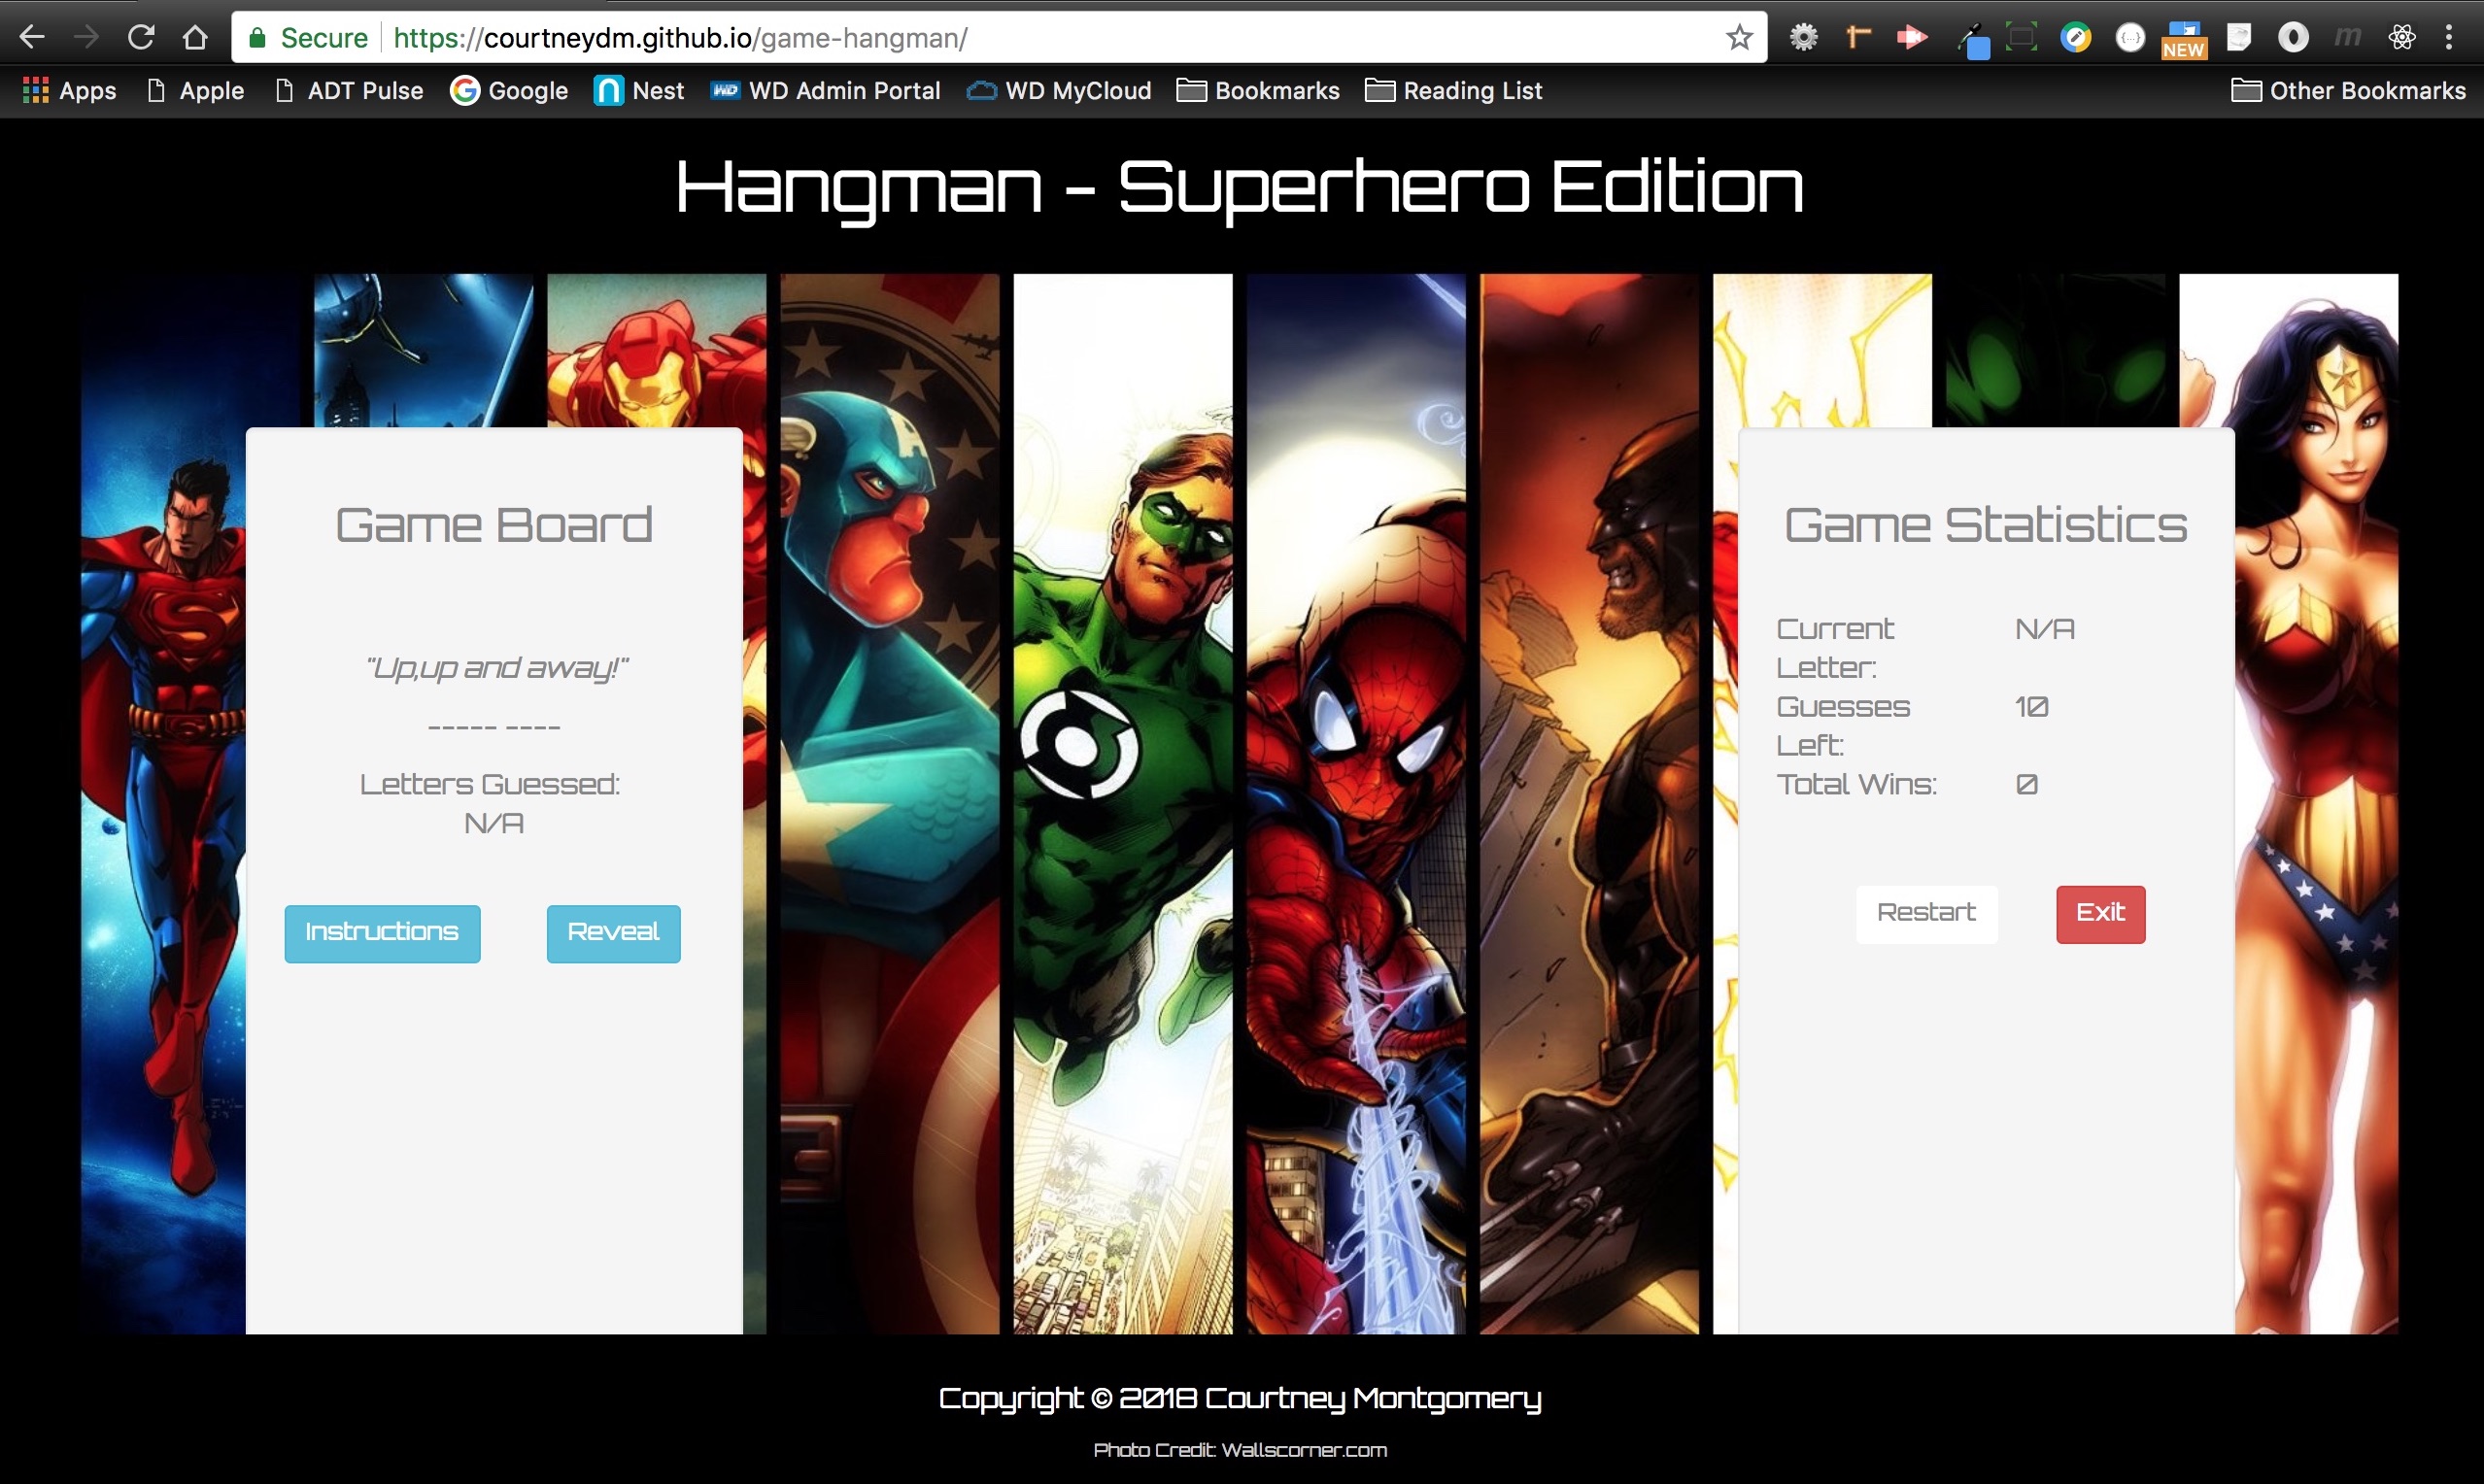 Secure https://courtneydm.github.io/game-hangman/
NEW
m
Apps Apple ADT Pulse Google Nest WD WD Admin Portal WD MyCloud Bookmarks Reading List Other Bookmarks
Hangman - Superhero Edition
Game Board
"Up,up and away!"
----- ----
Letters Guessed:
N/A
Instructions Reveal
Game Statistics
Current Letter: N/A
Guesses Left: 10
Total Wins: 0
Restart Exit
Copyright © 2018 Courtney Montgomery
Photo Credit: Wallscorner.com